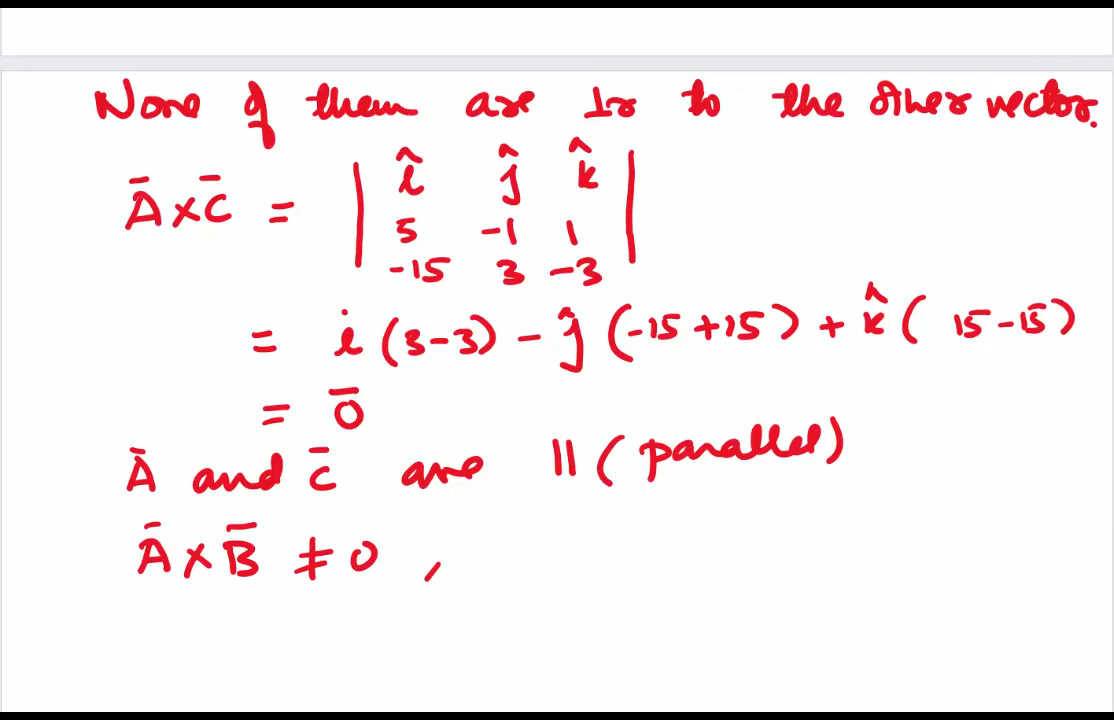 None of them are ⊥r to the other vector.
A̅ × C̅ = | î ĵ k̂ |
5 -1 1
-15 3 -3
= i (3-3) - ĵ (-15+15) + k̂ ( 15-15)
= 0̅
A̅ and C̅ are || (parallel)
A̅ × B̅ ≠ 0 ,